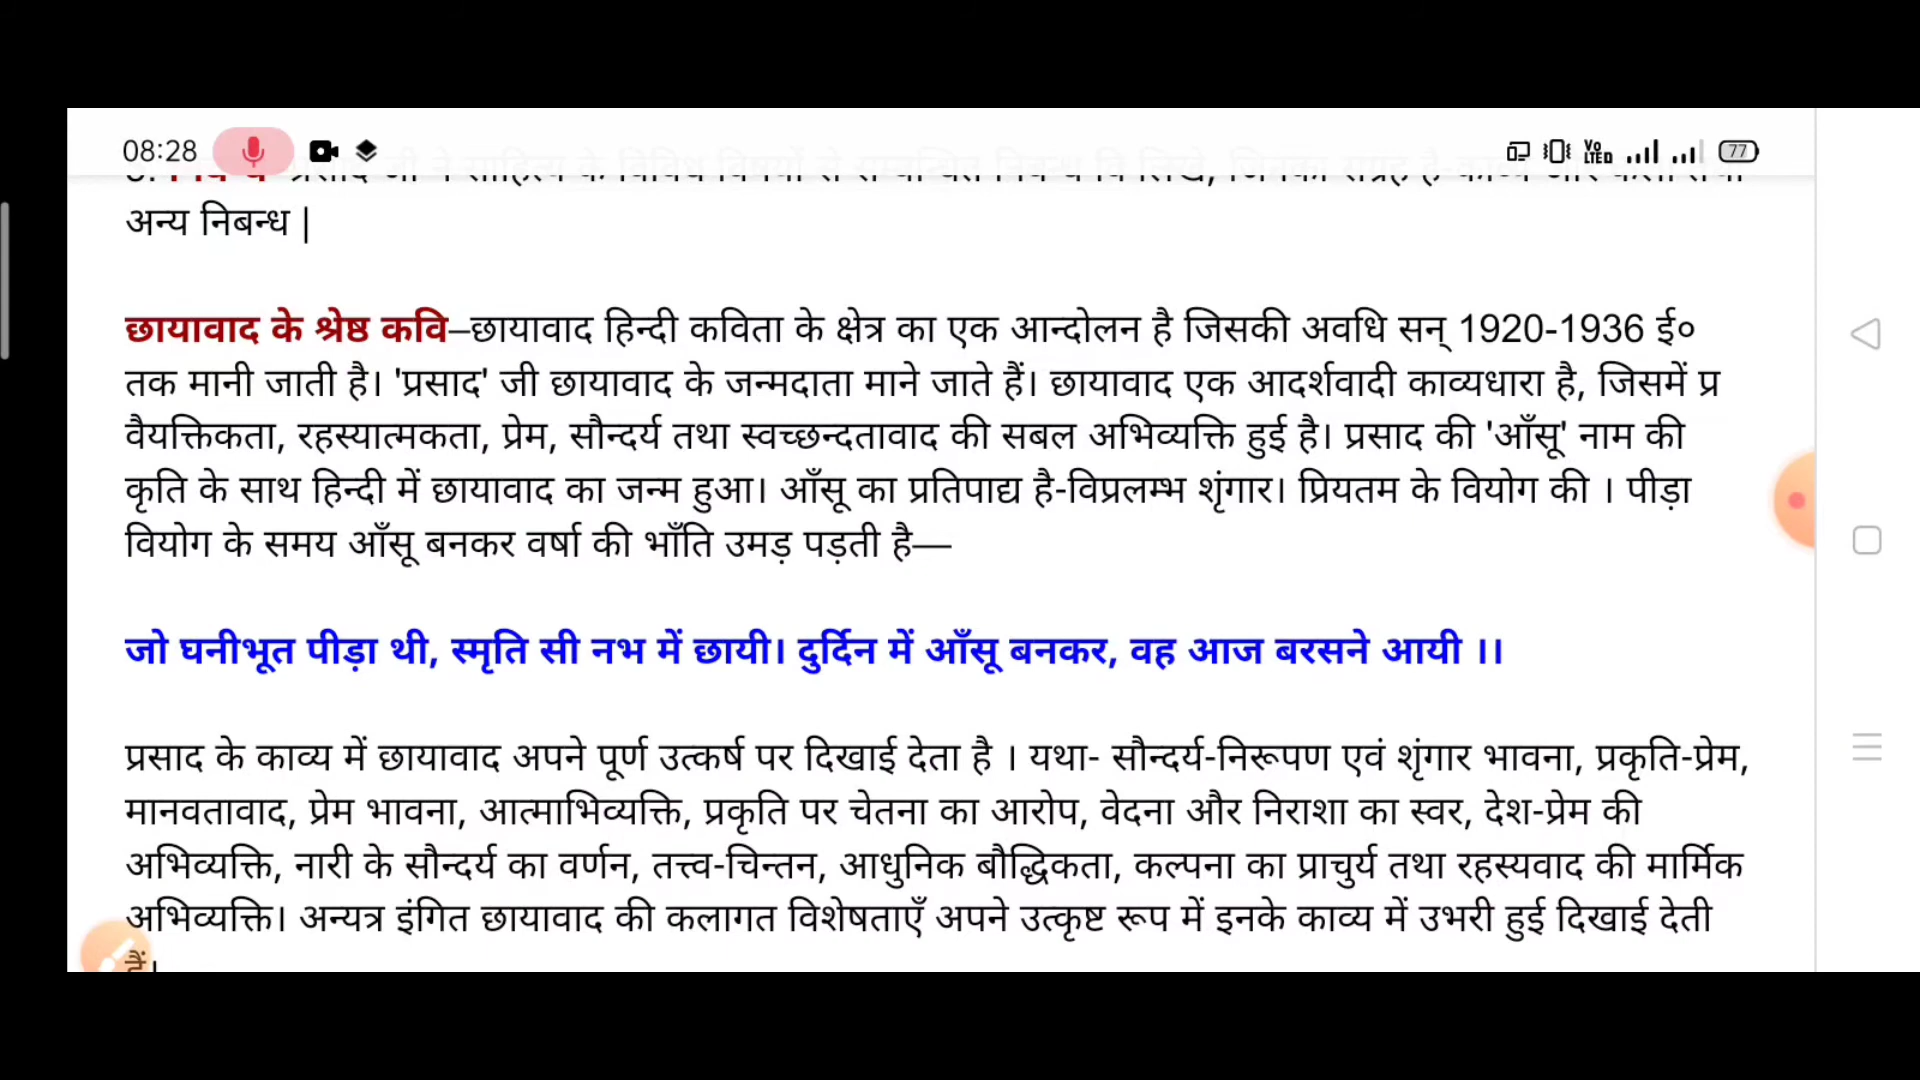 08:28
Vo LTED
77
अन्य निबन्ध |
छायावाद के श्रेष्ठ कवि–छायावाद हिन्दी कविता के क्षेत्र का एक आन्दोलन है जिसकी अवधि सन् 1920-1936 ई०
तक मानी जाती है। 'प्रसाद' जी छायावाद के जन्मदाता माने जाते हैं। छायावाद एक आदर्शवादी काव्यधारा है, जिसमें प्र
वैयक्तिकता, रहस्यात्मकता, प्रेम, सौन्दर्य तथा स्वच्छन्दतावाद की सबल अभिव्यक्ति हुई है। प्रसाद की 'आँसू' नाम की
कृति के साथ हिन्दी में छायावाद का जन्म हुआ। आँसू का प्रतिपाद्य है-विप्रलम्भ शृंगार। प्रियतम के वियोग की । पीड़ा
वियोग के समय आँसू बनकर वर्षा की भाँति उमड़ पड़ती है—
जो घनीभूत पीड़ा थी, स्मृति सी नभ में छायी। दुर्दिन में आँसू बनकर, वह आज बरसने आयी ।।
प्रसाद के काव्य में छायावाद अपने पूर्ण उत्कर्ष पर दिखाई देता है । यथा- सौन्दर्य-निरूपण एवं शृंगार भावना, प्रकृति-प्रेम,
मानवतावाद, प्रेम भावना, आत्माभिव्यक्ति, प्रकृति पर चेतना का आरोप, वेदना और निराशा का स्वर, देश-प्रेम की
अभिव्यक्ति, नारी के सौन्दर्य का वर्णन, तत्त्व-चिन्तन, आधुनिक बौद्धिकता, कल्पना का प्राचुर्य तथा रहस्यवाद की मार्मिक
अभिव्यक्ति। अन्यत्र इंगित छायावाद की कलागत विशेषताएँ अपने उत्कृष्ट रूप में इनके काव्य में उभरी हुई दिखाई देती